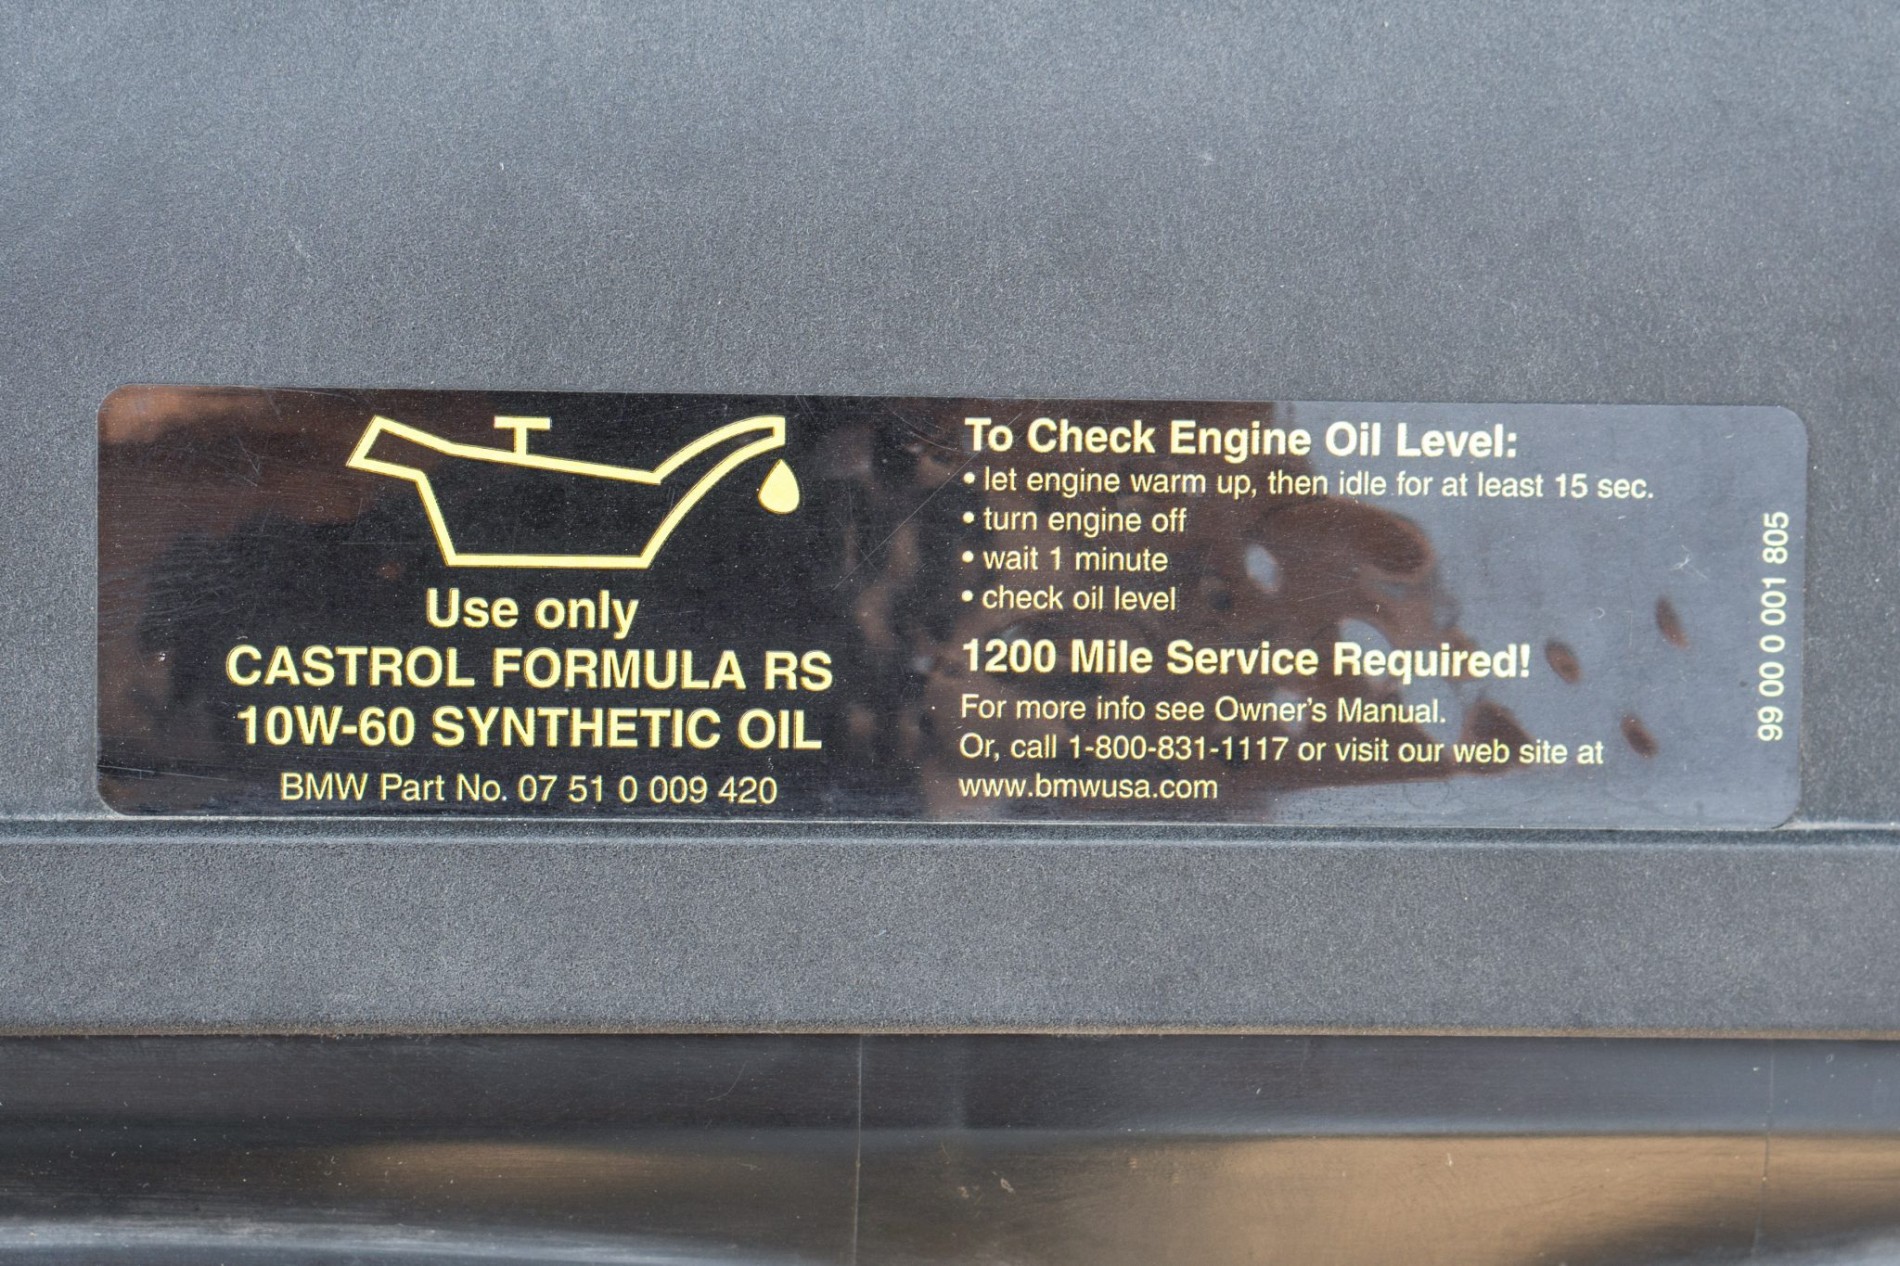 Use only
CASTROL FORMULA RS
10W-60 SYNTHETIC OIL
BMW Part No. 07 51 0 009 420
To Check Engine Oil Level:
• let engine warm up, then idle for at least 15 sec.
• turn engine off
• wait 1 minute
• check oil level
1200 Mile Service Required!
For more info see Owner's Manual.
Or, call 1-800-831-1117 or visit our web site at
www.bmwusa.com
99 00 0 001 805